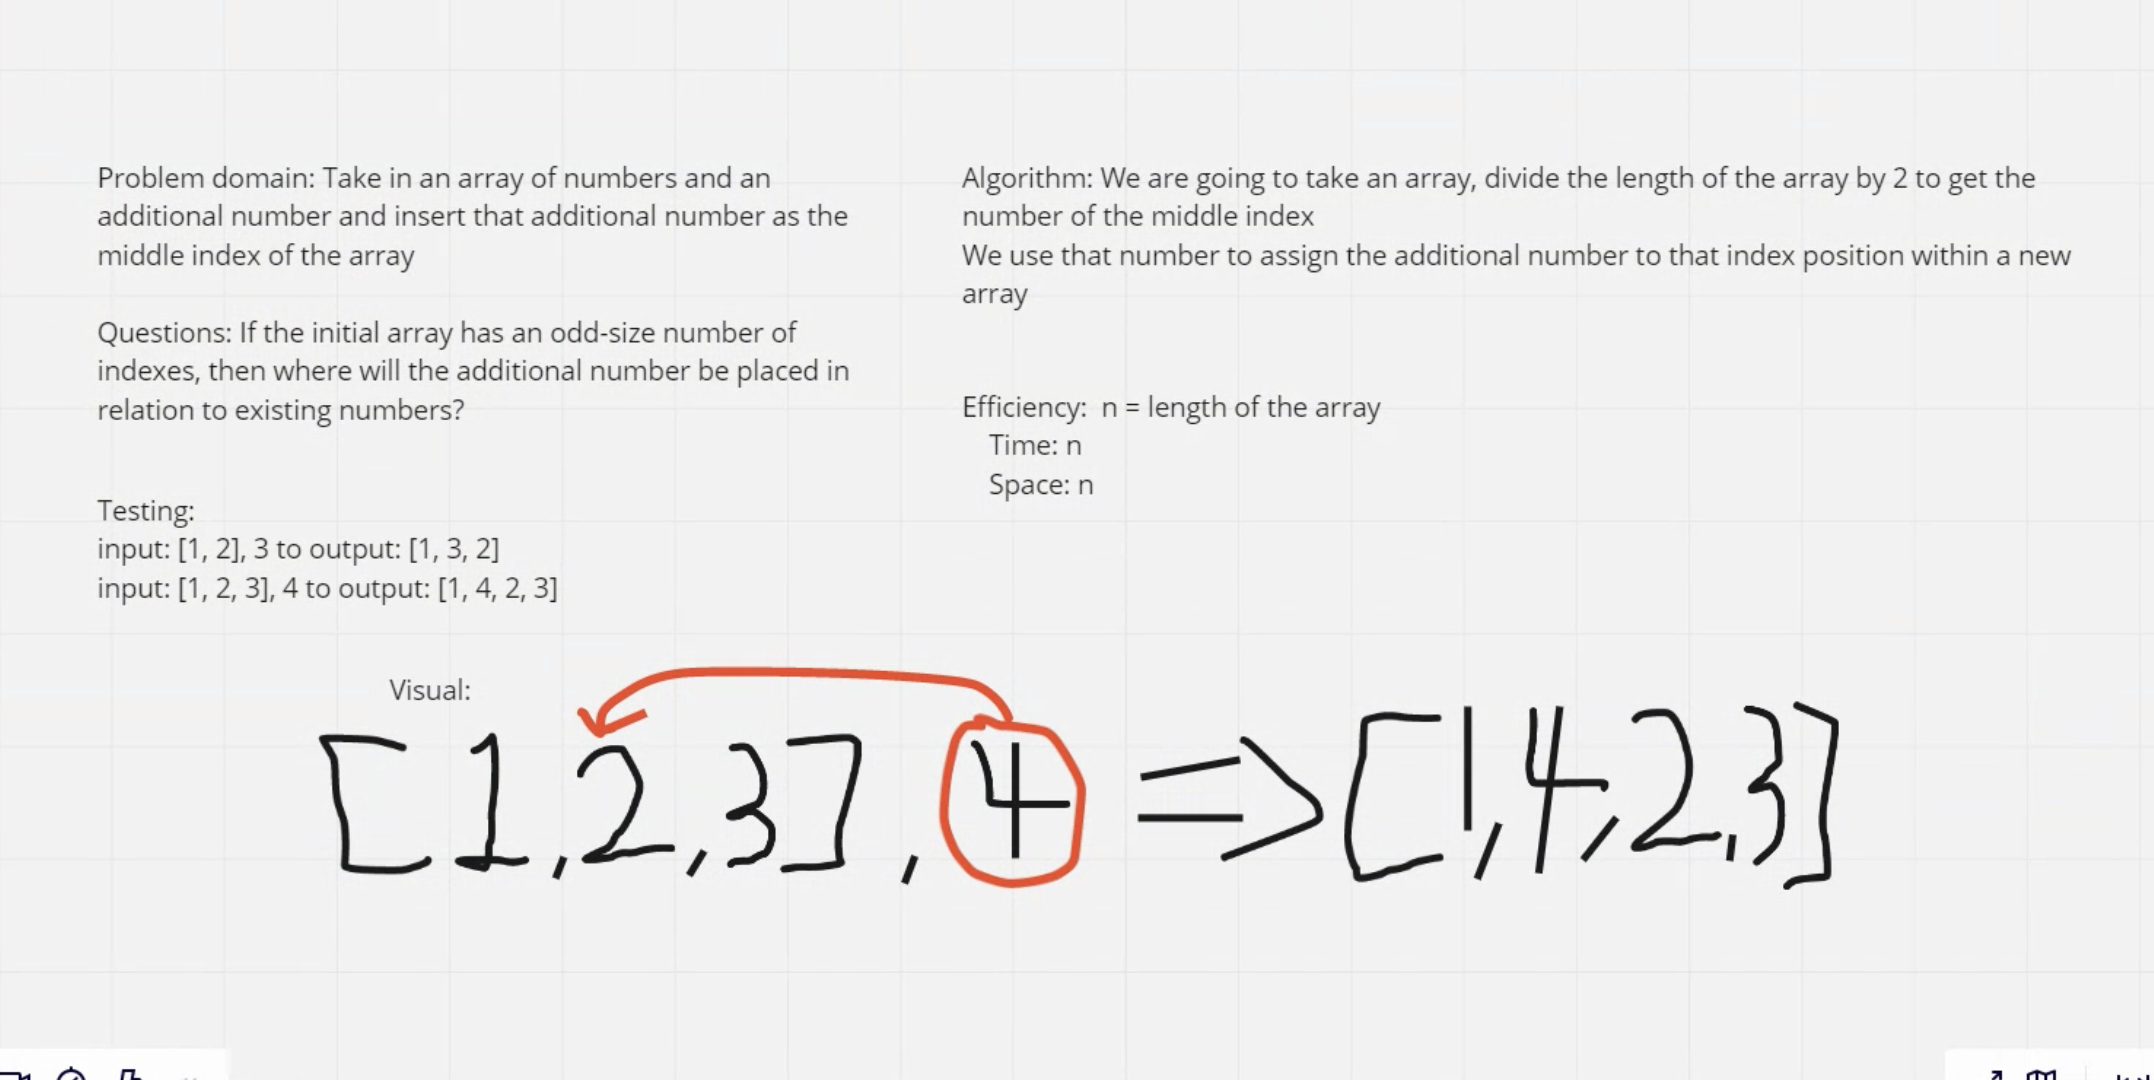 Problem domain: Take in an array of numbers and an
additional number and insert that additional number as the
middle index of the array
Questions: If the initial array has an odd-size number of
indexes, then where will the additional number be placed in
relation to existing numbers?
Testing:
input: [1, 2], 3 to output: [1, 3, 2]
input: [1, 2, 3], 4 to output: [1, 4, 2, 3]
Algorithm: We are going to take an array, divide the length of the array by 2 to get the
number of the middle index
We use that number to assign the additional number to that index position within a new
array
Efficiency:  n = length of the array
Time: n
Space: n
Visual:
[1,2,3], 4 => [1,4,2,3]